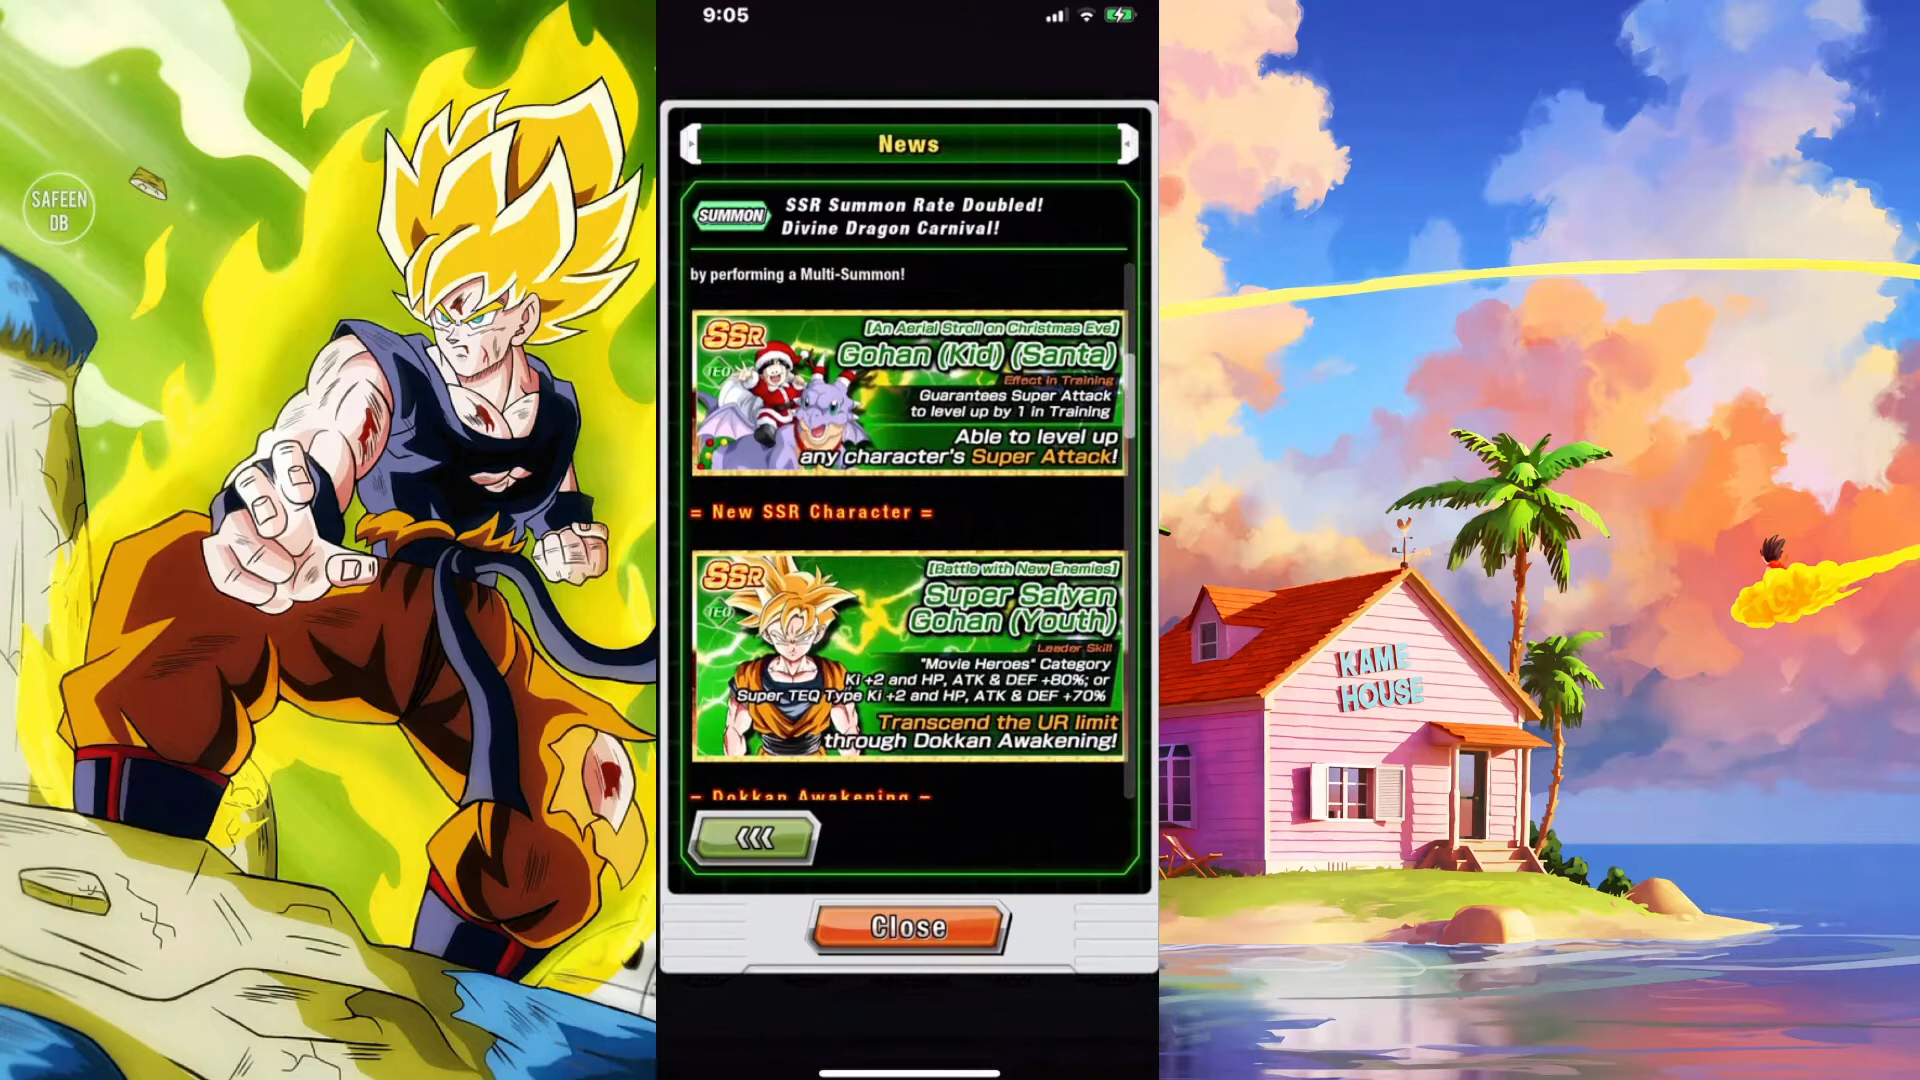 SAFEEN
DB
9:05
News
SUMMON
SSR Summon Rate Doubled!
Divine Dragon Carnival!
by performing a Multi-Summon!
SSR
TEQ
[An Aerial Stroll on Christmas Eve]
Gohan (Kid) (Santa)
Effect in Training
Guarantees Super Attack
to level up by 1 in Training
Able to level up
any character's Super Attack!
= New SSR Character =
SSR
TEQ
[Battle with New Enemies]
Super Saiyan
Gohan (Youth)
Leader Skill
"Movie Heroes" Category
Ki +2 and HP, ATK & DEF +80%; or
Super TEQ Type Ki +2 and HP, ATK & DEF +70%
Transcend the UR limit
through Dokkan Awakening!
= Dokkan Awakening =
Close
KAME
HOUSE